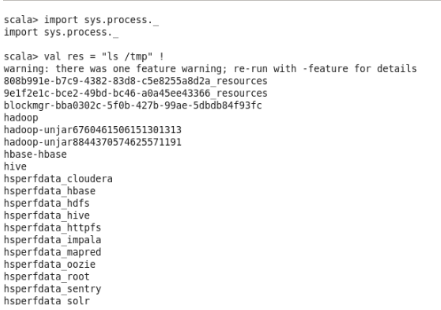 scala> import sys.process._
import sys.process._
scala> val res = "ls /tmp" !
warning: there was one feature warning; re-run with -feature for details
808b991e-b7c9-4382-83d8-c5e8255a8d2a_resources
9e1f2e1c-bce2-49bd-bc46-a0a45ee43366_resources
blockmgr-bba0302c-5f0b-427b-99ae-5dbdb84f93fc
hadoop
hadoop-unjar6760461506151301313
hadoop-unjar8844370574625571191
hbase-hbase
hive
hsperfdata_cloudera
hsperfdata_hbase
hsperfdata_hdfs
hsperfdata_hive
hsperfdata_httpfs
hsperfdata_impala
hsperfdata_mapred
hsperfdata_oozie
hsperfdata_root
hsperfdata_sentry
hsperfdata_solr